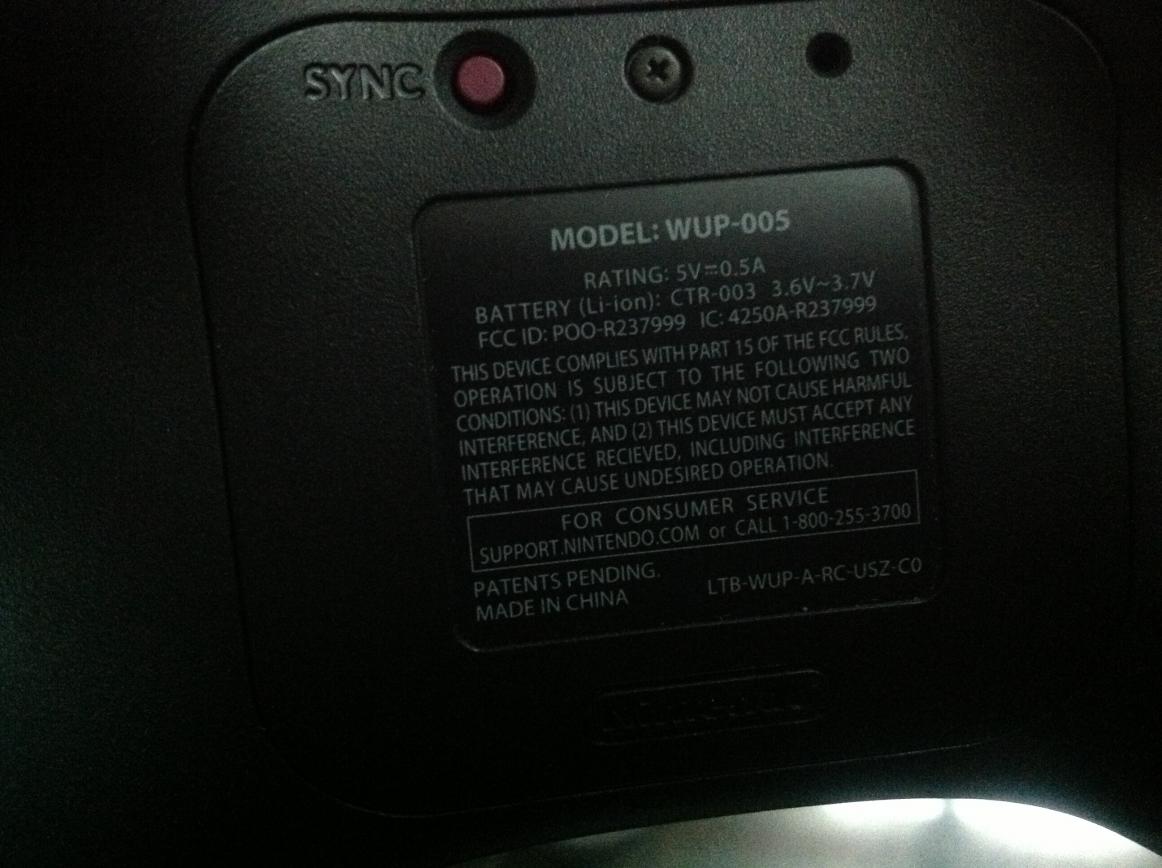 SYNC
MODEL: WUP-005
RATING: 5V⎓0.5A
BATTERY (Li-ion): CTR-003 3.6V~3.7V
FCC ID: POO-R237999 IC: 4250A-R237999
THIS DEVICE COMPLIES WITH PART 15 OF THE FCC RULES.
OPERATION IS SUBJECT TO THE FOLLOWING TWO
CONDITIONS: (1) THIS DEVICE MAY NOT CAUSE HARMFUL
INTERFERENCE, AND (2) THIS DEVICE MUST ACCEPT ANY
INTERFERENCE RECIEVED, INCLUDING INTERFERENCE
THAT MAY CAUSE UNDESIRED OPERATION.
FOR CONSUMER SERVICE
SUPPORT.NINTENDO.COM or CALL 1-800-255-3700
PATENTS PENDING.
MADE IN CHINA LTB-WUP-A-RC-USZ-C0